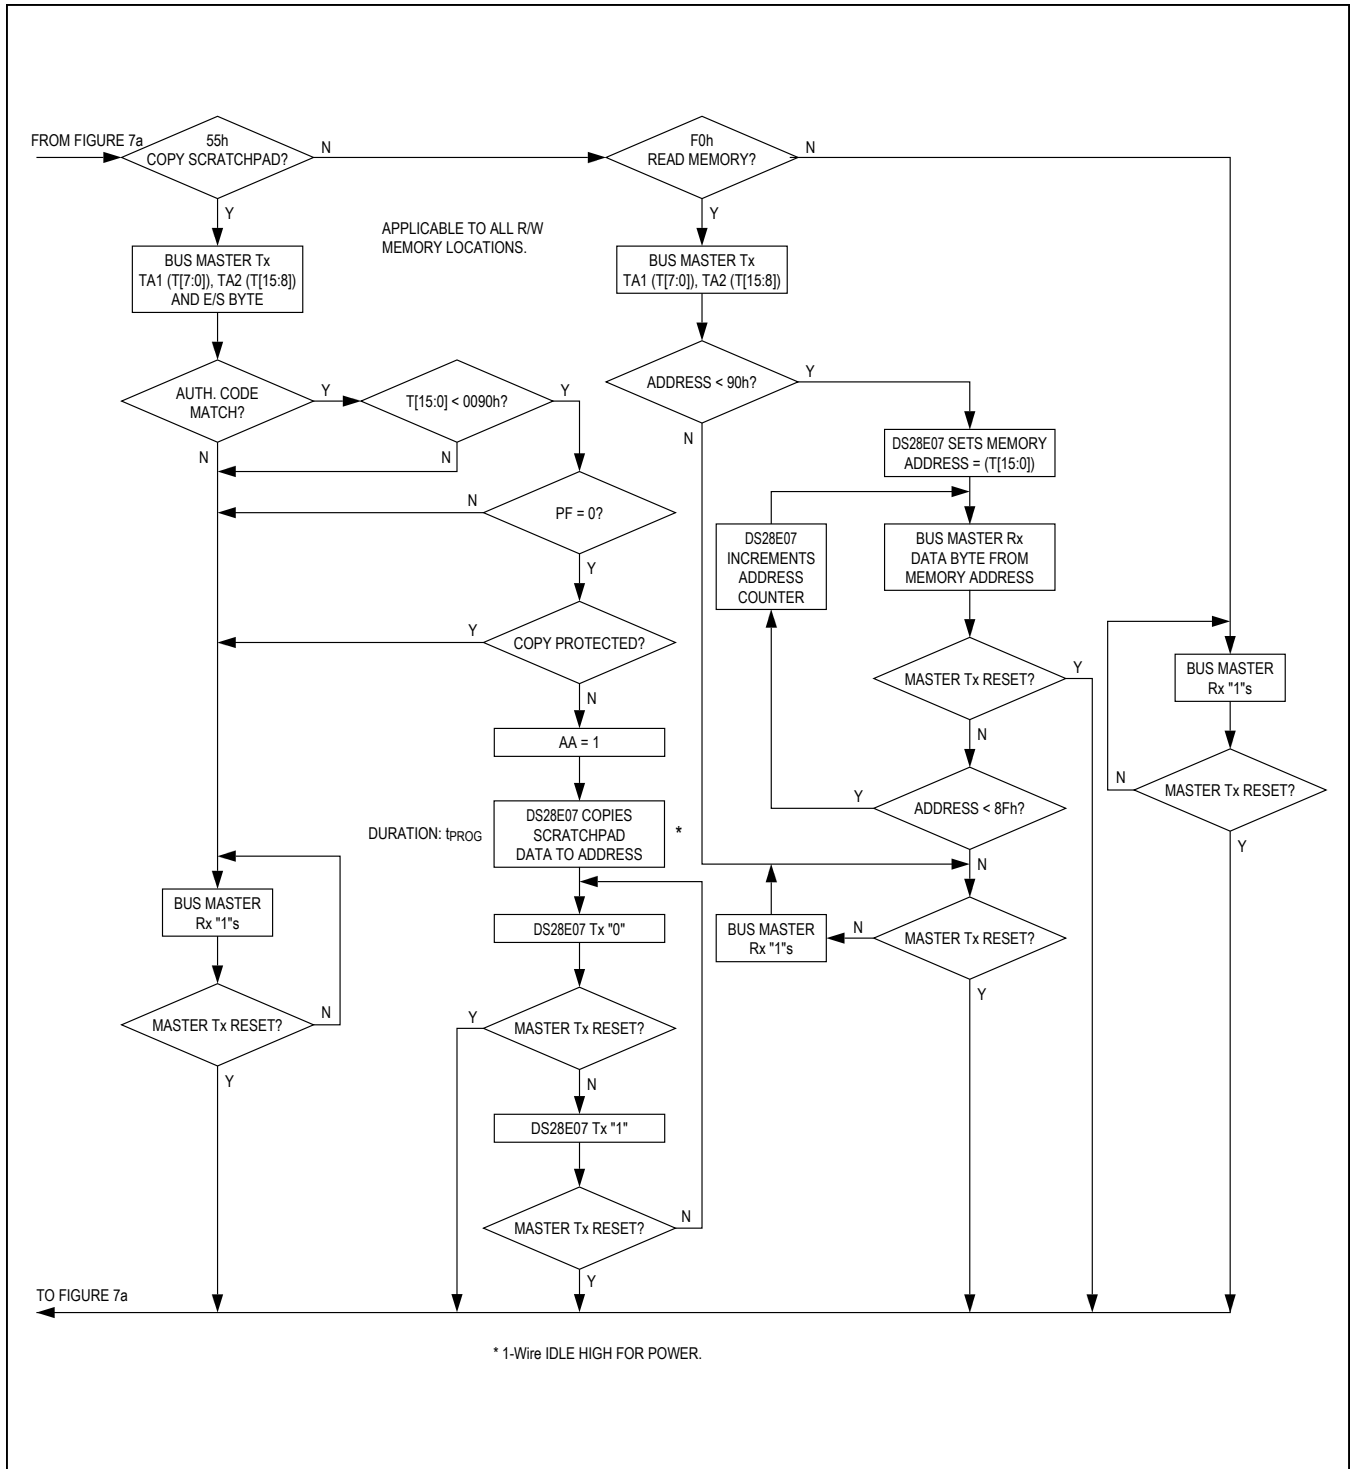 FROM FIGURE 7a
55h
COPY SCRATCHPAD?
N
F0h
READ MEMORY?
N
Y
Y
APPLICABLE TO ALL R/W
MEMORY LOCATIONS.
BUS MASTER Tx
TA1 (T[7:0]), TA2 (T[15:8])
AND E/S BYTE
BUS MASTER Tx
TA1 (T[7:0]), TA2 (T[15:8])
AUTH. CODE
MATCH?
Y
T[15:0] < 0090h?
Y
N
N
ADDRESS < 90h?
Y
N
DS28E07 SETS MEMORY
ADDRESS = (T[15:0])
PF = 0?
N
Y
DS28E07
INCREMENTS
ADDRESS
COUNTER
BUS MASTER Rx
DATA BYTE FROM
MEMORY ADDRESS
COPY PROTECTED?
Y
N
MASTER Tx RESET?
Y
N
BUS MASTER
Rx "1"s
AA = 1
ADDRESS < 8Fh?
Y
N
MASTER Tx RESET?
N
Y
DURATION: tPROG
DS28E07 COPIES
SCRATCHPAD
DATA TO ADDRESS
*
BUS MASTER
Rx "1"s
DS28E07 Tx "0"
BUS MASTER
Rx "1"s
N
MASTER Tx RESET?
Y
MASTER Tx RESET?
N
Y
Y
MASTER Tx RESET?
N
DS28E07 Tx "1"
MASTER Tx RESET?
N
Y
TO FIGURE 7a
* 1-Wire IDLE HIGH FOR POWER.